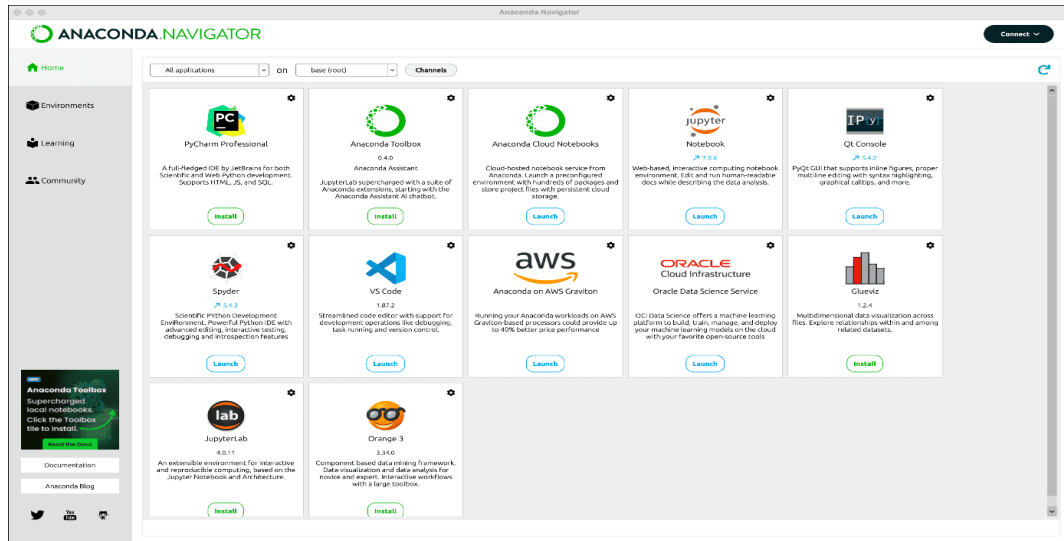 Anaconda Navigator
ANACONDA.NAVIGATOR
Connect
Home
Environments
Learning
Community
All applications
on
base (root)
Channels
PC
PyCharm Professional
A full-fledged IDE by JetBrains for both
Scientific and Web Python development.
Supports HTML, JS, and SQL.
Install
Anaconda Toolbox
0.4.0
Anaconda Assistant
JupyterLab supercharged with a suite of
Anaconda extensions, starting with the
Anaconda Assistant AI chatbot.
Install
Anaconda Cloud Notebooks
Cloud-hosted notebook service from
Anaconda. Launch a preconfigured
environment with hundreds of packages and
store project files with persistent cloud
storage.
Launch
jupyter
Notebook
7.0.6
Web-based, interactive computing notebook
environment. Edit and run human-readable
docs while describing the data analysis.
Launch
IP[y]:
Qt Console
5.4.2
PyQt GUI that supports inline figures, proper
multiline editing with syntax highlighting,
graphical calltips, and more.
Launch
Spyder
5.4.3
Scientific PYthon Development
EnviRonment. Powerful Python IDE with
advanced editing, interactive testing,
debugging and introspection features
Launch
VS Code
1.87.2
Streamlined code editor with support for
development operations like debugging,
task running and version control.
Launch
aws
Anaconda on AWS Graviton
Running your Anaconda workloads on AWS
Graviton-based processors could provide up
to 40% better price performance
Launch
ORACLE
Cloud Infrastructure
Oracle Data Science Service
OCI Data Science offers a machine learning
platform to build, train, manage, and deploy
your machine learning models on the cloud
with your favorite open-source tools
Launch
Glueviz
1.2.4
Multidimensional data visualization across
files. Explore relationships within and among
related datasets.
Install
lab
JupyterLab
4.0.11
An extensible environment for interactive
and reproducible computing, based on the
Jupyter Notebook and Architecture.
Install
Orange 3
3.34.0
Component based data mining framework.
Data visualization and data analysis for
novice and expert. Interactive workflows
with a large toolbox.
Install
NEW
Anaconda Toolbox
Supercharged
local notebooks.
Click the Toolbox
tile to install.
Read the Docs
Documentation
Anaconda Blog
You
Tube